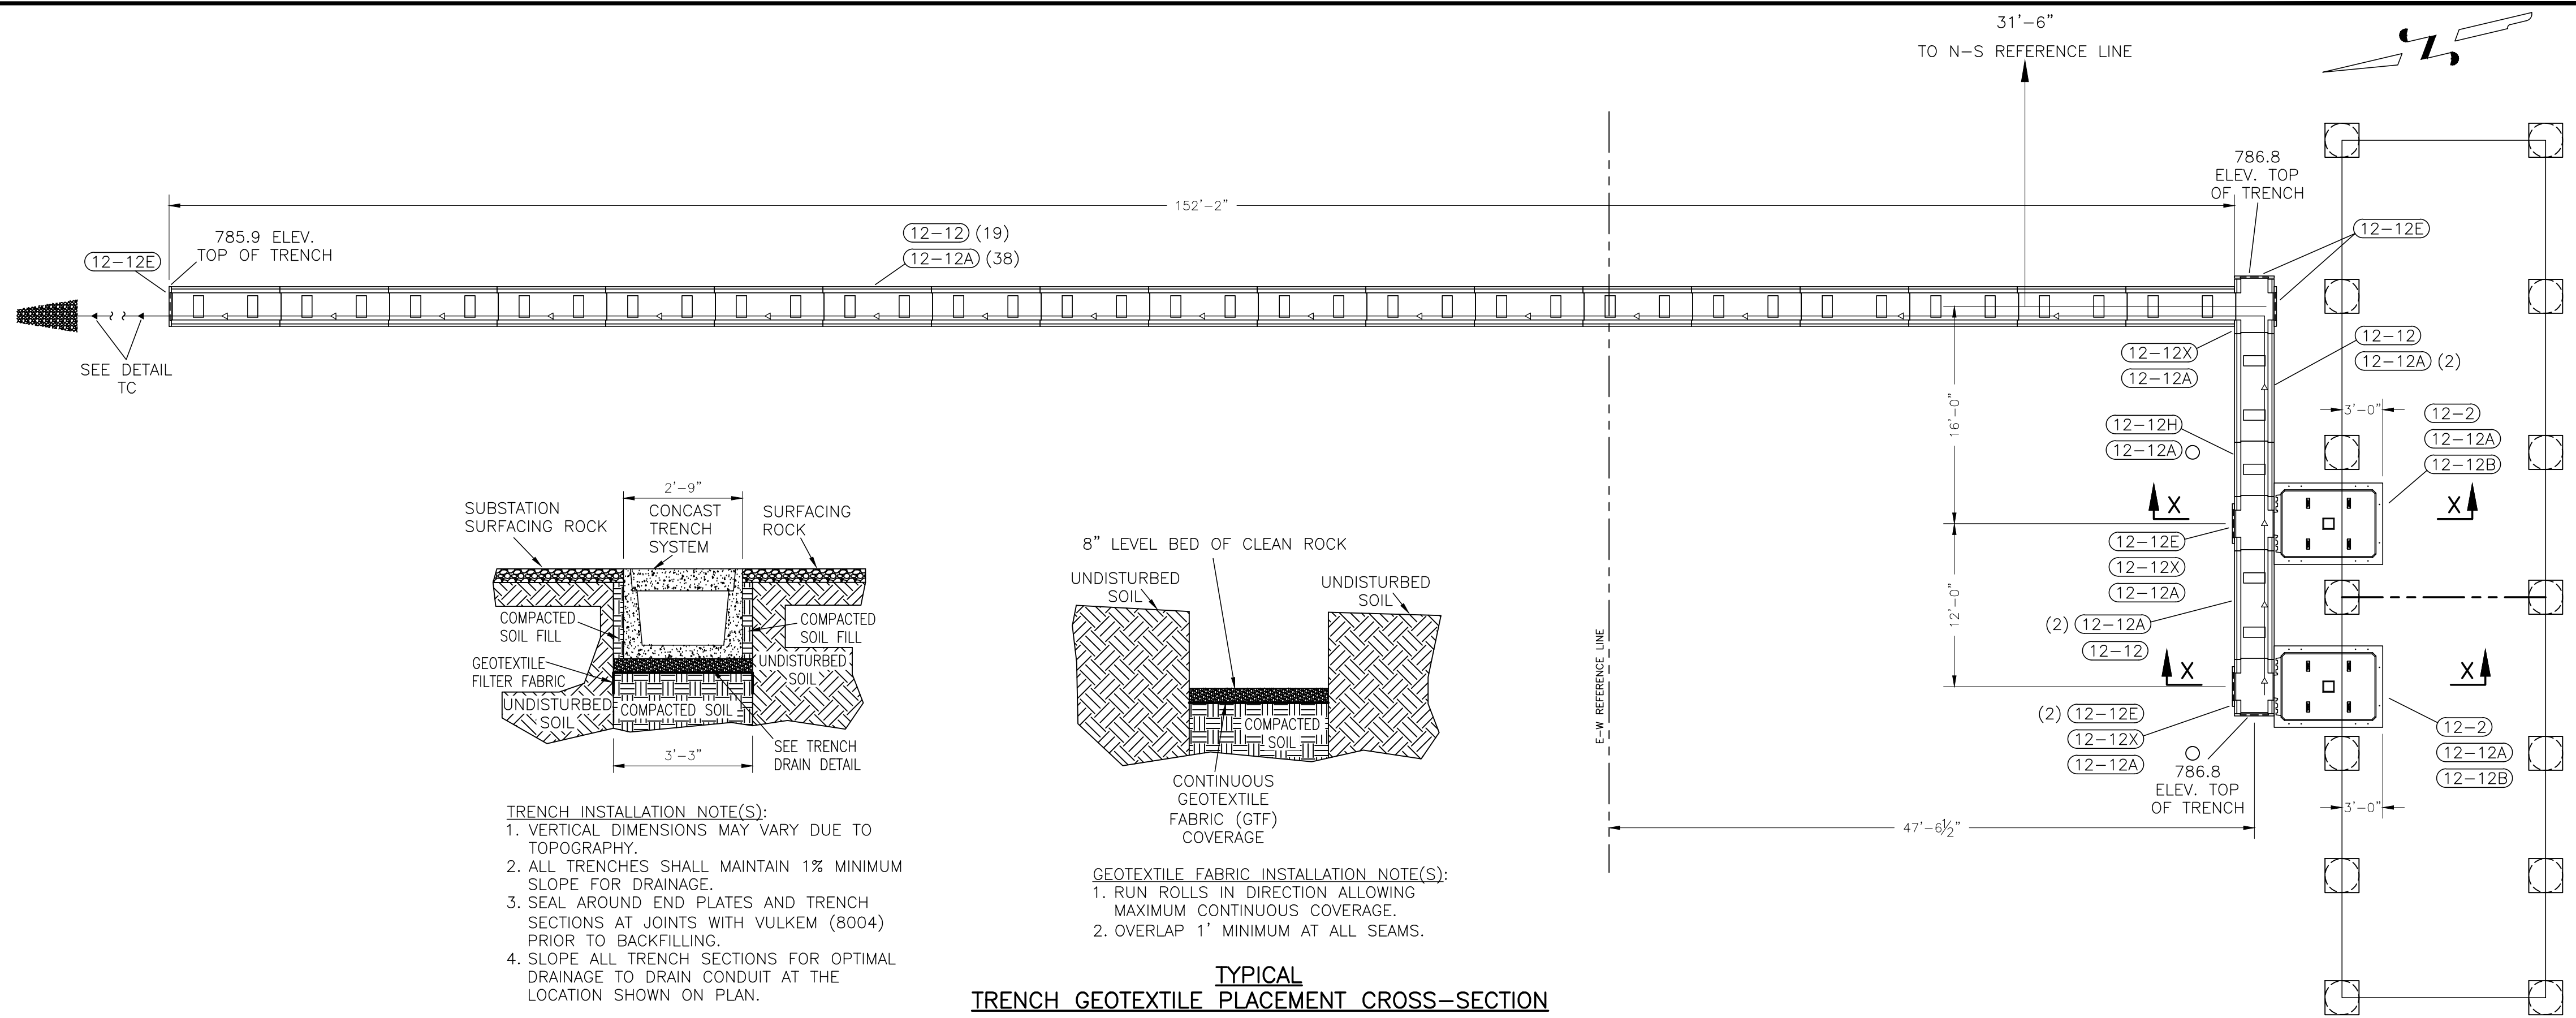 31'-6"
TO N-S REFERENCE LINE
Z
786.8
ELEV. TOP
OF TRENCH
152'-2"
12-12E
785.9 ELEV.
TOP OF TRENCH
12-12 (19)
12-12A (38)
12-12E
SEE DETAIL
TC
12-12X
12-12A
12-12
12-12A (2)
16'-0"
12-12H
12-12A
3'-0"
12-2
12-12A
12-12B
X
X
12-12E
12-12X
12-12A
12'-0"
(2) 12-12A
12-12
X
X
(2) 12-12E
12-12X
12-12A
786.8
ELEV. TOP
OF TRENCH
12-2
12-12A
12-12B
3'-0"
47'-6½"
E-W REFERENCE LINE
2'-9"
SUBSTATION
SURFACING ROCK
CONCAST
TRENCH
SYSTEM
SURFACING
ROCK
COMPACTED
SOIL FILL
COMPACTED
SOIL FILL
GEOTEXTILE
FILTER FABRIC
UNDISTURBED
SOIL
UNDISTURBED
SOIL
COMPACTED SOIL
SEE TRENCH
DRAIN DETAIL
3'-3"
8" LEVEL BED OF CLEAN ROCK
UNDISTURBED
SOIL
UNDISTURBED
SOIL
COMPACTED
SOIL
CONTINUOUS
GEOTEXTILE
FABRIC (GTF)
COVERAGE
TRENCH INSTALLATION NOTE(S):
1. VERTICAL DIMENSIONS MAY VARY DUE TO
TOPOGRAPHY.
2. ALL TRENCHES SHALL MAINTAIN 1% MINIMUM
SLOPE FOR DRAINAGE.
3. SEAL AROUND END PLATES AND TRENCH
SECTIONS AT JOINTS WITH VULKEM (8004)
PRIOR TO BACKFILLING.
4. SLOPE ALL TRENCH SECTIONS FOR OPTIMAL
DRAINAGE TO DRAIN CONDUIT AT THE
LOCATION SHOWN ON PLAN.
GEOTEXTILE FABRIC INSTALLATION NOTE(S):
1. RUN ROLLS IN DIRECTION ALLOWING
MAXIMUM CONTINUOUS COVERAGE.
2. OVERLAP 1' MINIMUM AT ALL SEAMS.
TYPICAL
TRENCH GEOTEXTILE PLACEMENT CROSS-SECTION